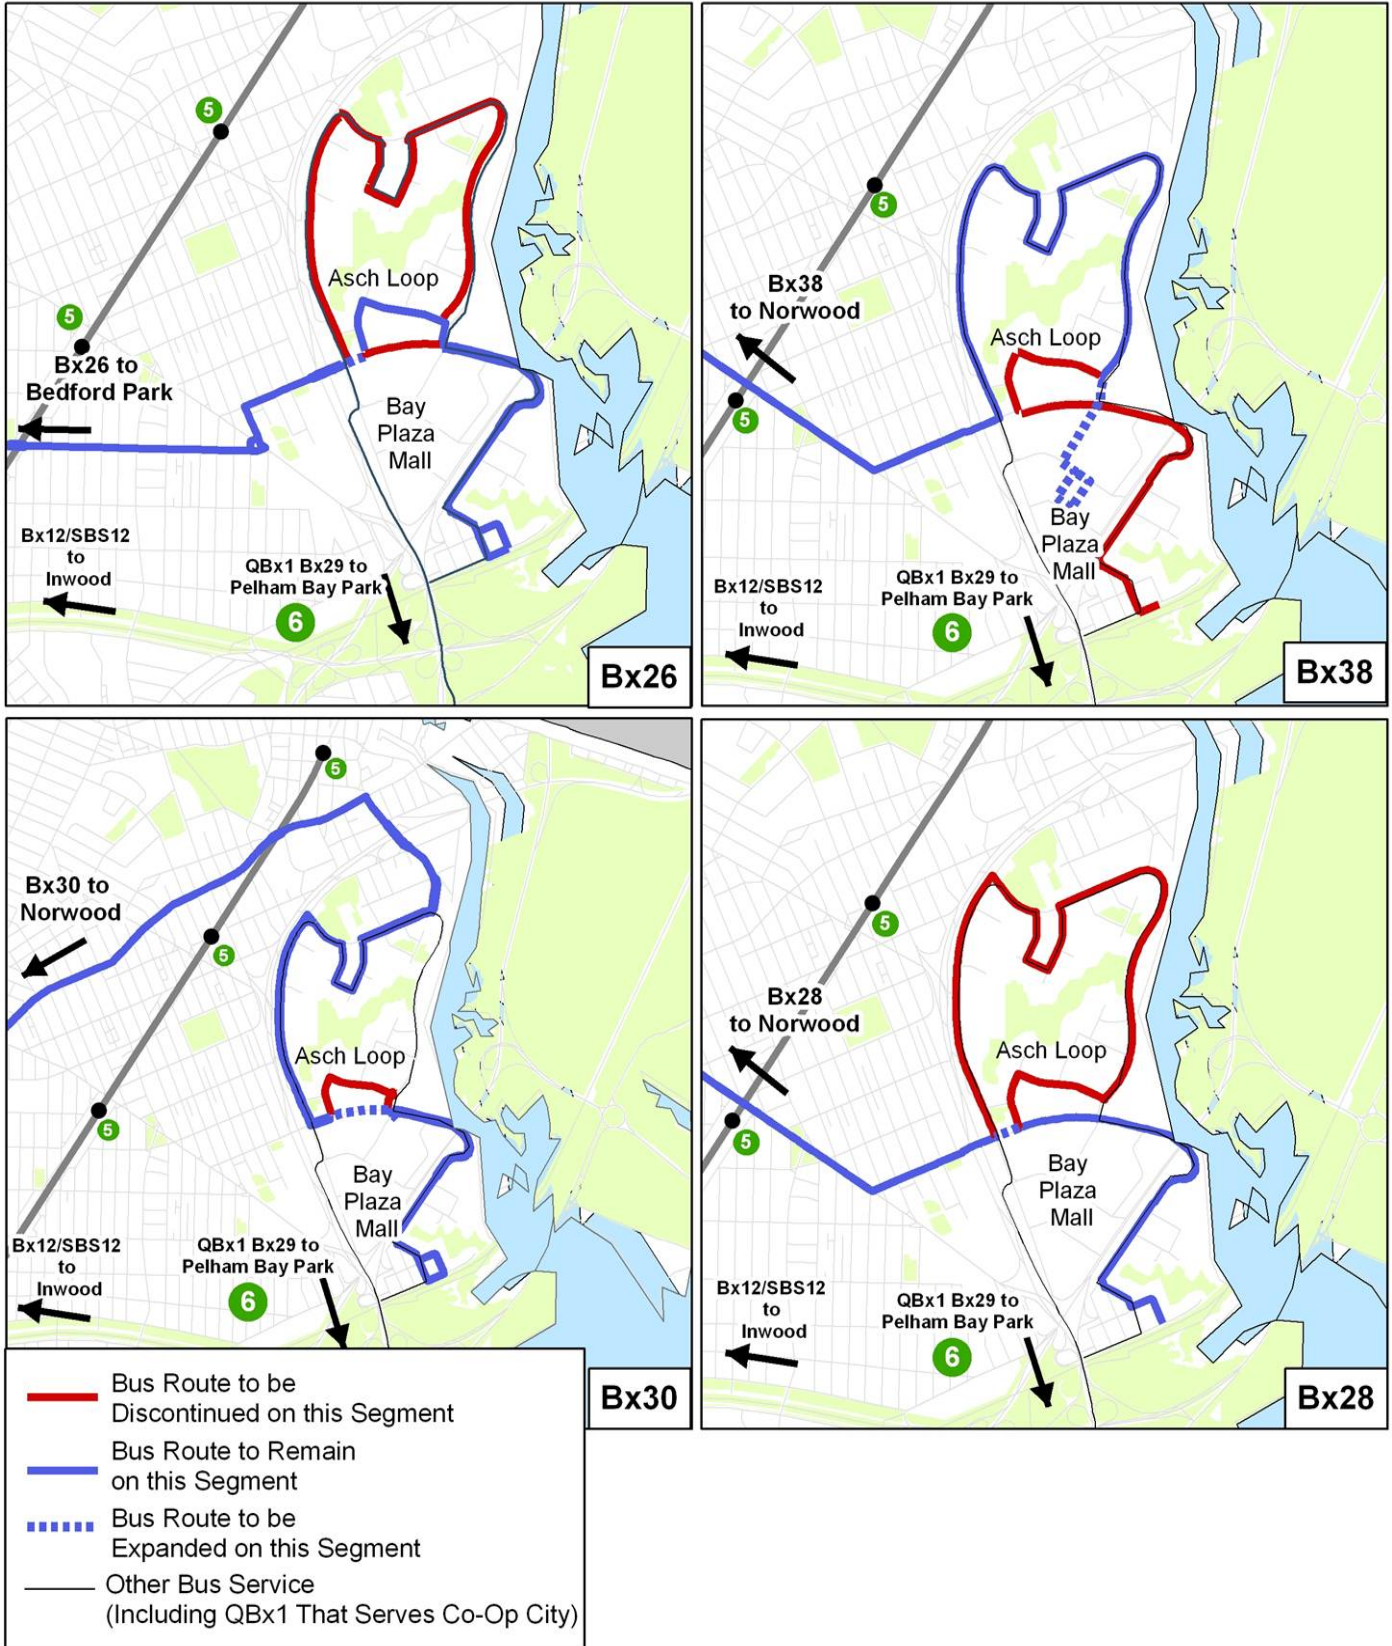 5
5
Bx26 to
Bedford Park
Asch Loop
Bay
Plaza
Mall
Bx12/SBS12
to
Inwood
QBx1 Bx29 to
Pelham Bay Park
6
Bx26
5
Bx38
to Norwood
5
Asch Loop
Bay
Plaza
Mall
Bx12/SBS12
to
Inwood
QBx1 Bx29 to
Pelham Bay Park
6
Bx38
5
Bx30 to
Norwood
5
Asch Loop
5
Bay
Plaza
Mall
Bx12/SBS12
to
Inwood
QBx1 Bx29 to
Pelham Bay Park
6
Bx30
5
Bx28
to Norwood
5
Asch Loop
Bay
Plaza
Mall
Bx12/SBS12
to
Inwood
QBx1 Bx29 to
Pelham Bay Park
6
Bx28
Bus Route to be
Discontinued on this Segment
Bus Route to Remain
on this Segment
Bus Route to be
Expanded on this Segment
Other Bus Service
(Including QBx1 That Serves Co-Op City)